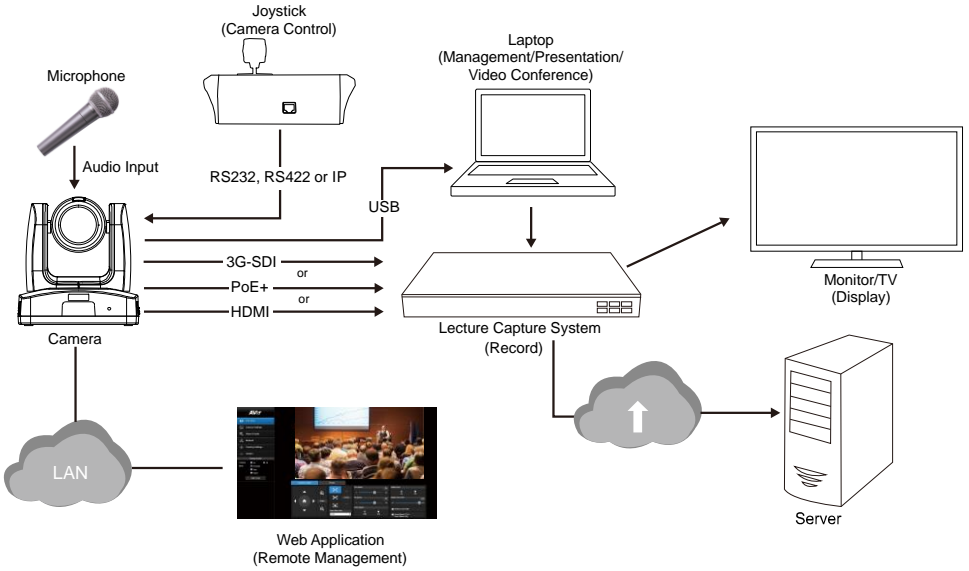 Joystick
(Camera Control)
Laptop
(Management/Presentation/
Video Conference)
Microphone
Audio Input
RS232, RS422 or IP
USB
3G-SDI
or
PoE+
or
HDMI
Camera
Lecture Capture System
(Record)
Monitor/TV
(Display)
LAN
AVer
Web Application
(Remote Management)
Server